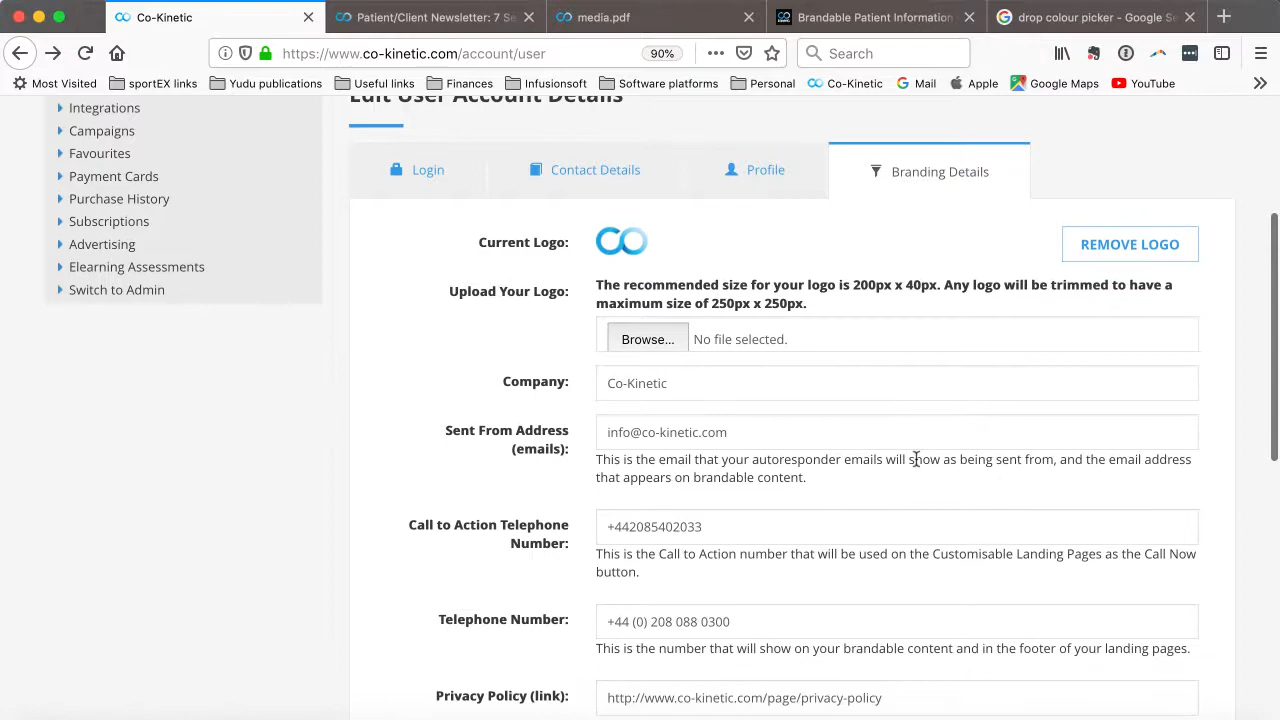 Co-Kinetic
Patient/Client Newsletter: 7 Se
media.pdf
Brandable Patient Information
drop colour picker - Google Se
https://www.co-kinetic.com/account/user
90%
Search
Most Visited
sportEX links
Yudu publications
Useful links
Finances
Infusionsoft
Software platforms
Personal
Co-Kinetic
Mail
Apple
Google Maps
YouTube
Edit User Account Details
Integrations
Campaigns
Favourites
Payment Cards
Purchase History
Subscriptions
Advertising
Elearning Assessments
Switch to Admin
Login
Contact Details
Profile
Branding Details
Current Logo:
REMOVE LOGO
Upload Your Logo:
The recommended size for your logo is 200px x 40px. Any logo will be trimmed to have a
maximum size of 250px x 250px.
Browse... No file selected.
Company:
Co-Kinetic
Sent From Address
(emails):
info@co-kinetic.com
This is the email that your autoresponder emails will show as being sent from, and the email address
that appears on brandable content.
Call to Action Telephone
Number:
+442085402033
This is the Call to Action number that will be used on the Customisable Landing Pages as the Call Now
button.
Telephone Number:
+44 (0) 208 088 0300
This is the number that will show on your brandable content and in the footer of your landing pages.
Privacy Policy (link):
http://www.co-kinetic.com/page/privacy-policy